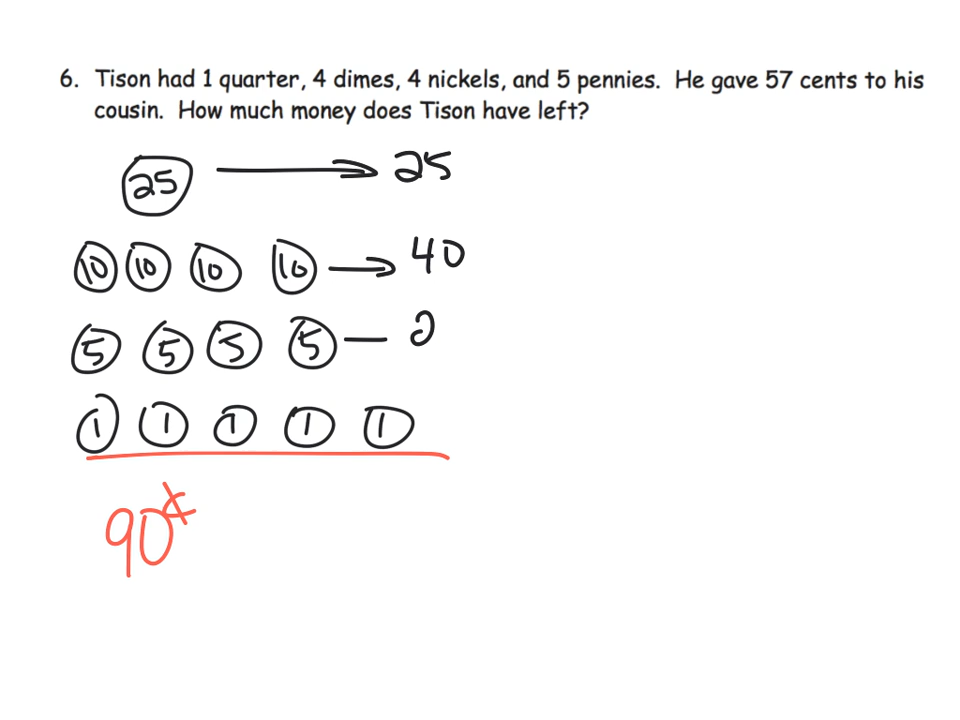 6. Tison had 1 quarter, 4 dimes, 4 nickels, and 5 pennies. He gave 57 cents to his
cousin. How much money does Tison have left?
25 → 25
10 10 10 10 → 40
5 5 5 5 — 2
1 1 1 1 1
90¢